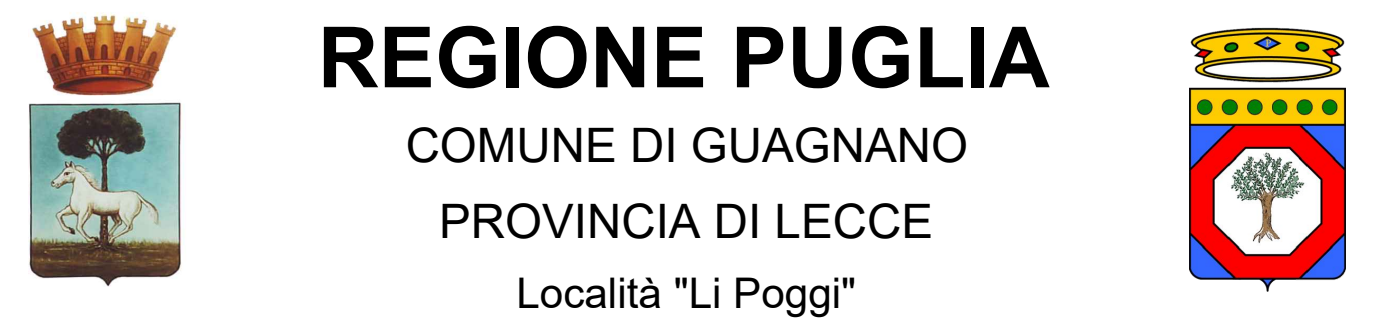 REGIONE PUGLIA
COMUNE DI GUAGNANO
PROVINCIA DI LECCE
Località "Li Poggi"